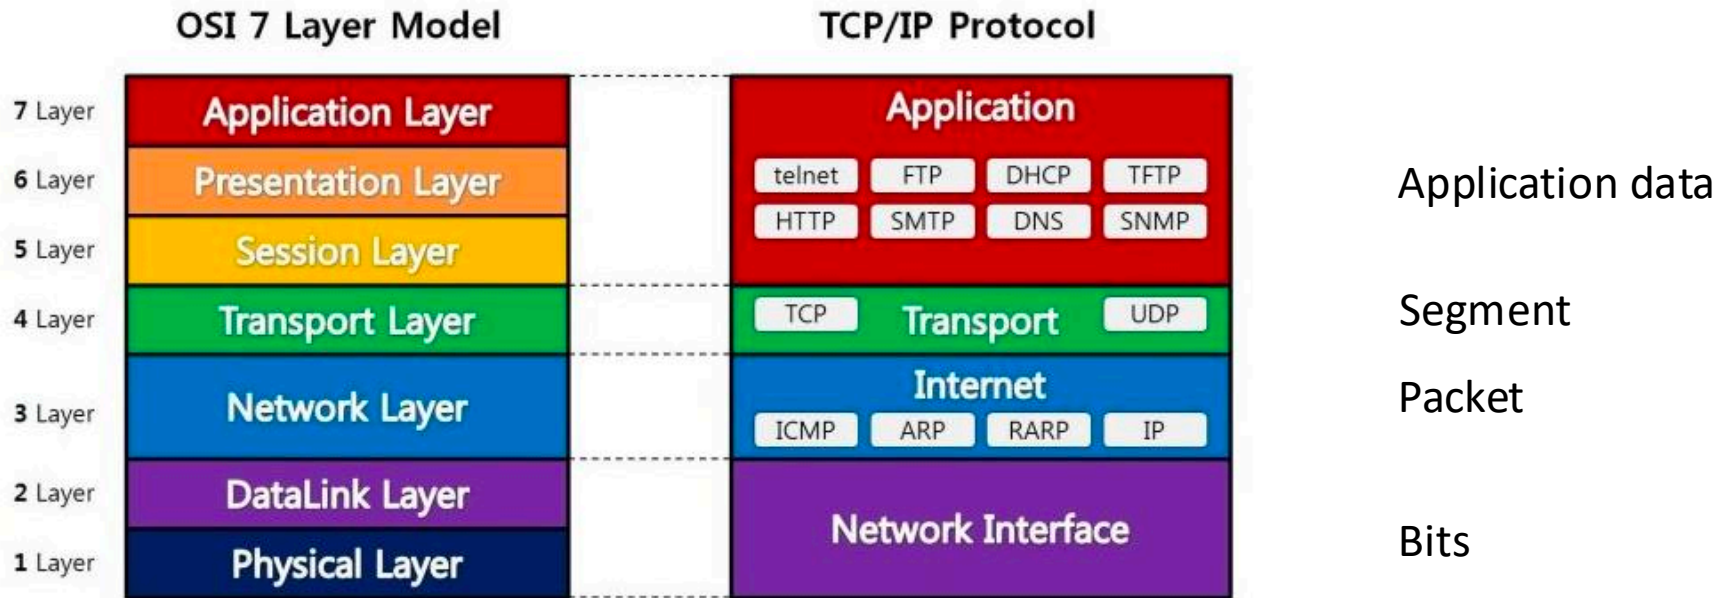 OSI 7 Layer Model
TCP/IP Protocol
7 Layer
Application Layer
6 Layer
Presentation Layer
5 Layer
Session Layer
4 Layer
Transport Layer
3 Layer
Network Layer
2 Layer
DataLink Layer
1 Layer
Physical Layer
Application
telnet FTP DHCP TFTP
HTTP SMTP DNS SNMP
TCP Transport UDP
Internet
ICMP ARP RARP IP
Network Interface
Application data
Segment
Packet
Bits